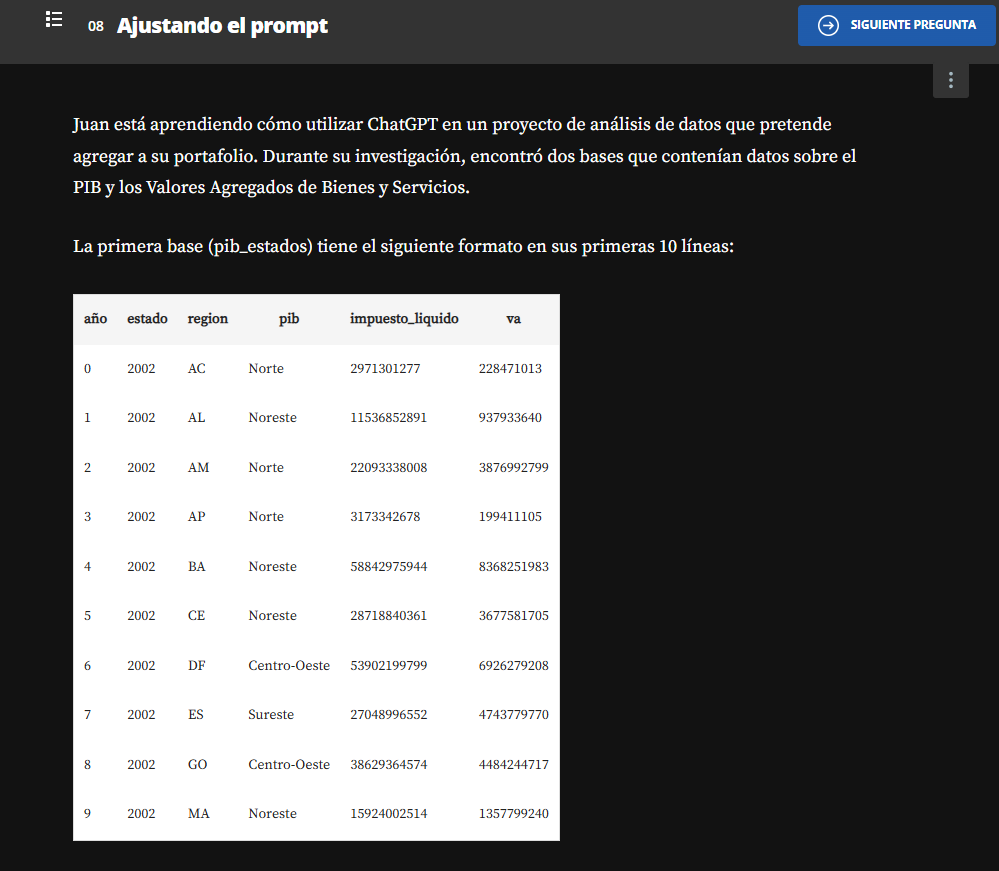 08 Ajustando el prompt
SIGUIENTE PREGUNTA
Juan está aprendiendo cómo utilizar ChatGPT en un proyecto de análisis de datos que pretende
agregar a su portafolio. Durante su investigación, encontró dos bases que contenían datos sobre el
PIB y los Valores Agregados de Bienes y Servicios.
La primera base (pib_estados) tiene el siguiente formato en sus primeras 10 líneas:
año estado region pib impuesto_liquido va
0 2002 AC Norte 2971301277 228471013
1 2002 AL Noreste 11536852891 937933640
2 2002 AM Norte 22093338008 3876992799
3 2002 AP Norte 3173342678 199411105
4 2002 BA Noreste 58842975944 8368251983
5 2002 CE Noreste 28718840361 3677581705
6 2002 DF Centro-Oeste 53902199799 6926279208
7 2002 ES Sureste 27048996552 4743779770
8 2002 GO Centro-Oeste 38629364574 4484244717
9 2002 MA Noreste 15924002514 1357799240